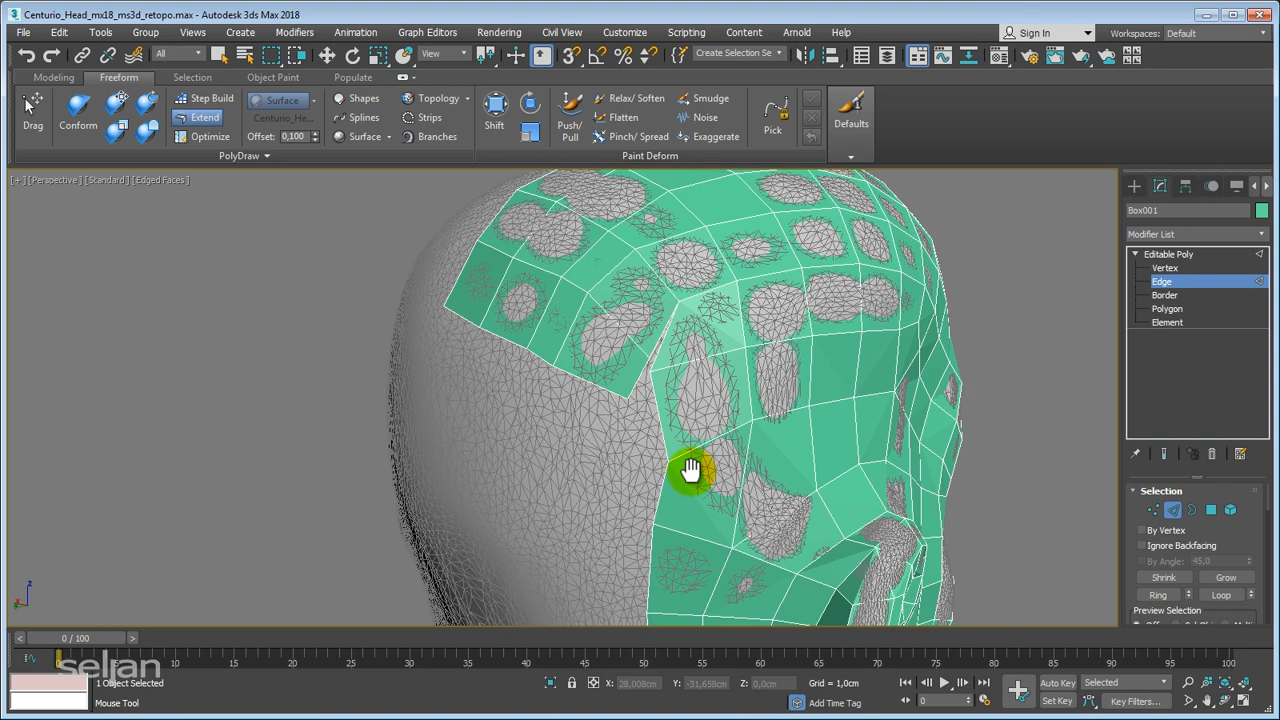 Centurio_Head_mx18_ms3d_retopo.max - Autodesk 3ds Max 2018
File Edit Tools Group Views Create Modifiers Animation Graph Editors Rendering Civil View Customize Scripting Content Arnold Help
Sign In
Workspaces: Default
All
View
Create Selection Se
Modeling Freeform Selection Object Paint Populate
Drag
Conform
Step Build
Extend
Optimize
Surface
Centurio_He...
Offset: 0,100
Shapes
Splines
Surface
Topology
Strips
Branches
Shift
Push/ Pull
Relax/ Soften
Flatten
Pinch/ Spread
Smudge
Noise
Exaggerate
Pick
Defaults
PolyDraw
Paint Deform
[+] [Perspective] [Standard] [Edged Faces]
Box001
Modifier List
Editable Poly
Vertex
Edge
Border
Polygon
Element
Selection
By Vertex
Ignore Backfacing
By Angle: 45,0
Shrink Grow
Ring Loop
Preview Selection
z
0 / 100
5 10 15 20 25 30 35 40 45 50 55 60 65 70 75 80 85 90 95 100
seljan
1 Object Selected
Mouse Tool
X: 28,008cm Y: -31,658cm Z: 0,0cm Grid = 1,0cm
Add Time Tag
0
Auto Key Selected
Set Key Key Filters...